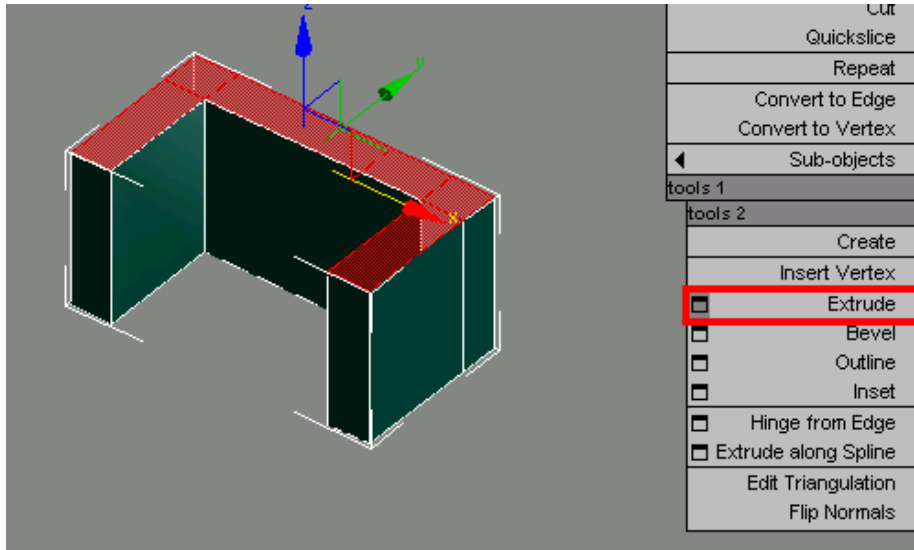 z
y
x
Cut
Quickslice
Repeat
Convert to Edge
Convert to Vertex
Sub-objects
tools 1
tools 2
Create
Insert Vertex
Extrude
Bevel
Outline
Inset
Hinge from Edge
Extrude along Spline
Edit Triangulation
Flip Normals